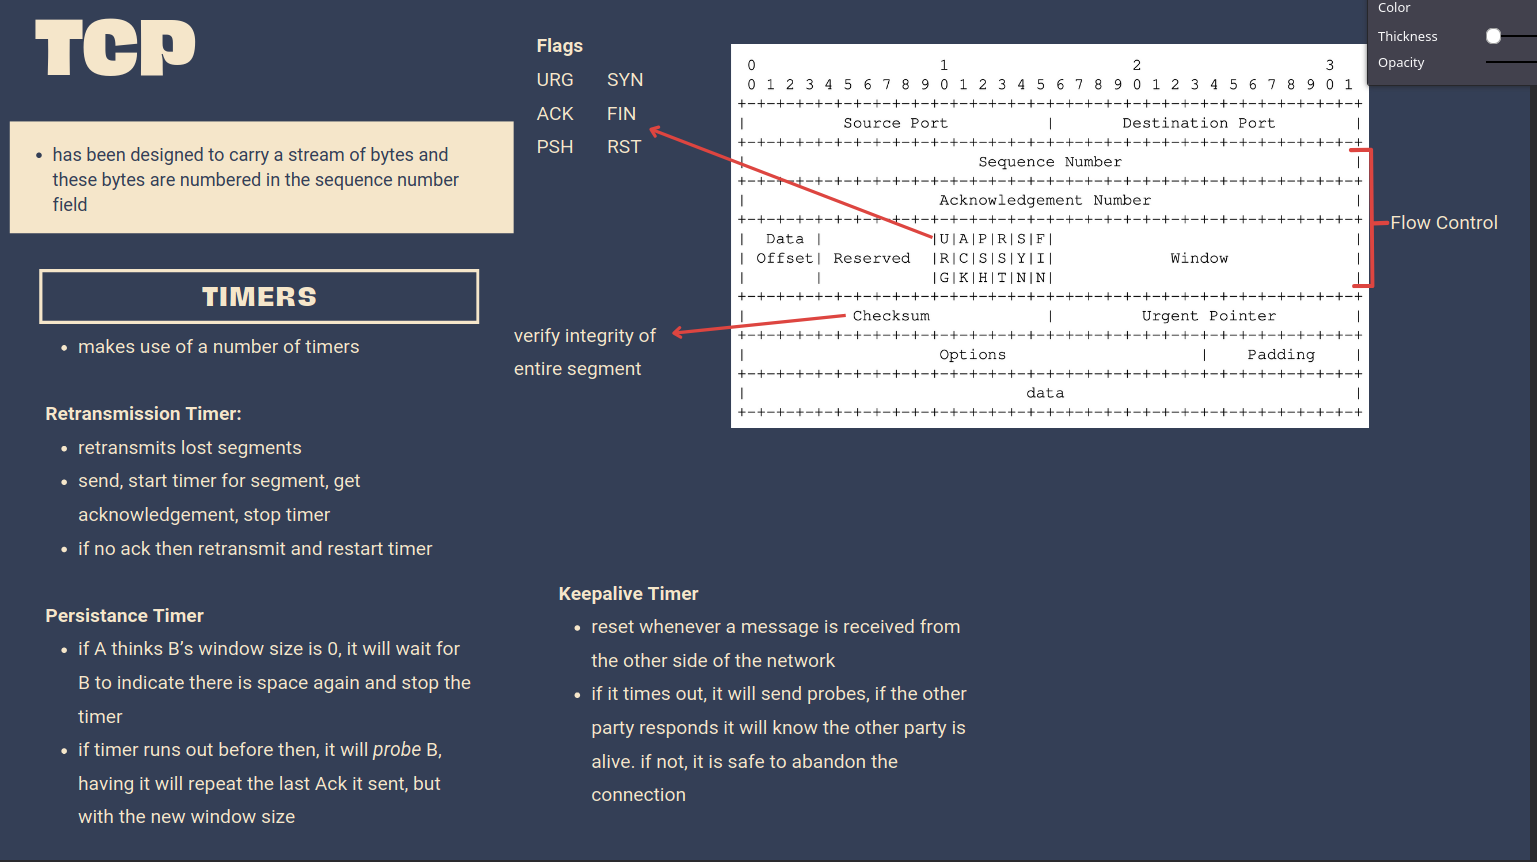 TCP
has been designed to carry a stream of bytes and
these bytes are numbered in the sequence number
field
TIMERS
makes use of a number of timers
Retransmission Timer:
retransmits lost segments
send, start timer for segment, get
acknowledgement, stop timer
if no ack then retransmit and restart timer
Persistance Timer
if A thinks B's window size is 0, it will wait for
B to indicate there is space again and stop the
timer
if timer runs out before then, it will probe B,
having it will repeat the last Ack it sent, but
with the new window size
Flags
URG SYN
ACK FIN
PSH RST
verify integrity of
entire segment
0 1 2 3
0 1 2 3 4 5 6 7 8 9 0 1 2 3 4 5 6 7 8 9 0 1 2 3 4 5 6 7 8 9 0 1
+-+-+-+-+-+-+-+-+-+-+-+-+-+-+-+-+-+-+-+-+-+-+-+-+-+-+-+-+-+-+-+-+
| Source Port | Destination Port |
+-+-+-+-+-+-+-+-+-+-+-+-+-+-+-+-+-+-+-+-+-+-+-+-+-+-+-+-+-+-+-+-+
| Sequence Number |
+-+-+-+-+-+-+-+-+-+-+-+-+-+-+-+-+-+-+-+-+-+-+-+-+-+-+-+-+-+-+-+-+
| Acknowledgement Number |
+-+-+-+-+-+-+-+-+-+-+-+-+-+-+-+-+-+-+-+-+-+-+-+-+-+-+-+-+-+-+-+-+
| Data | |U|A|P|R|S|F| |
| Offset| Reserved |R|C|S|S|Y|I| Window |
| | |G|K|H|T|N|N| |
+-+-+-+-+-+-+-+-+-+-+-+-+-+-+-+-+-+-+-+-+-+-+-+-+-+-+-+-+-+-+-+-+
| Checksum | Urgent Pointer |
+-+-+-+-+-+-+-+-+-+-+-+-+-+-+-+-+-+-+-+-+-+-+-+-+-+-+-+-+-+-+-+-+
| Options | Padding |
+-+-+-+-+-+-+-+-+-+-+-+-+-+-+-+-+-+-+-+-+-+-+-+-+-+-+-+-+-+-+-+-+
| data |
+-+-+-+-+-+-+-+-+-+-+-+-+-+-+-+-+-+-+-+-+-+-+-+-+-+-+-+-+-+-+-+-+
Flow Control
Keepalive Timer
reset whenever a message is received from
the other side of the network
if it times out, it will send probes, if the other
party responds it will know the other party is
alive. if not, it is safe to abandon the
connection
Color
Thickness
Opacity